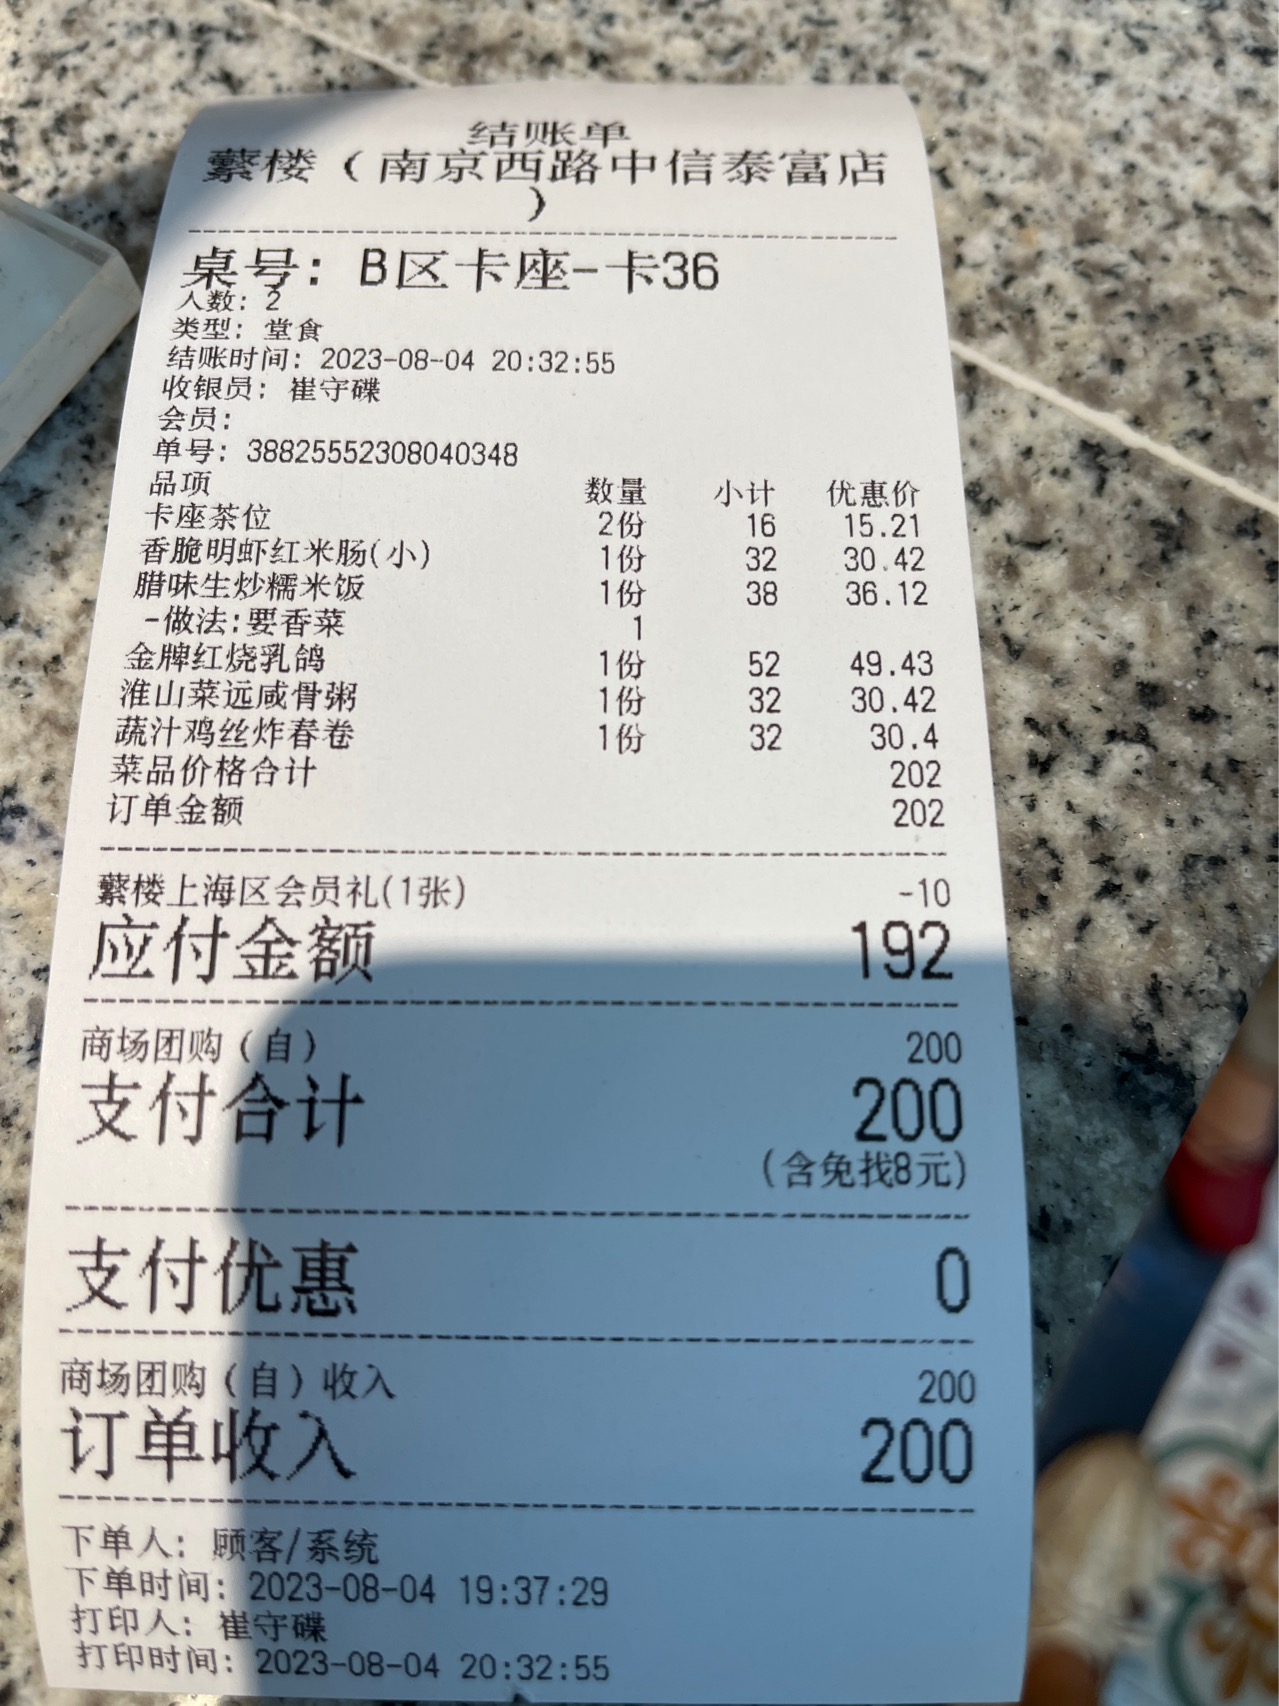 结账单
蘩楼（南京西路中信泰富店
）
桌号：B区卡座-卡36
人数：2
类型：堂食
结账时间：2023-08-04 20:32:55
收银员：崔守碟
会员：
单号：38825552308040348
品项 数量 小计 优惠价
卡座茶位 2份 16 15.21
香脆明虾红米肠(小) 1份 32 30.42
腊味生炒糯米饭 1份 38 36.12
-做法:要香菜 1
金牌红烧乳鸽 1份 52 49.43
淮山菜远咸骨粥 1份 32 30.42
蔬汁鸡丝炸春卷 1份 32 30.4
菜品价格合计 202
订单金额 202
蘩楼上海区会员礼(1张) -10
应付金额 192
商场团购（自） 200
支付合计 200
(含免找8元)
支付优惠 0
商场团购（自）收入 200
订单收入 200
下单人：顾客/系统
下单时间：2023-08-04 19:37:29
打印人：崔守碟
打印时间：2023-08-04 20:32:55